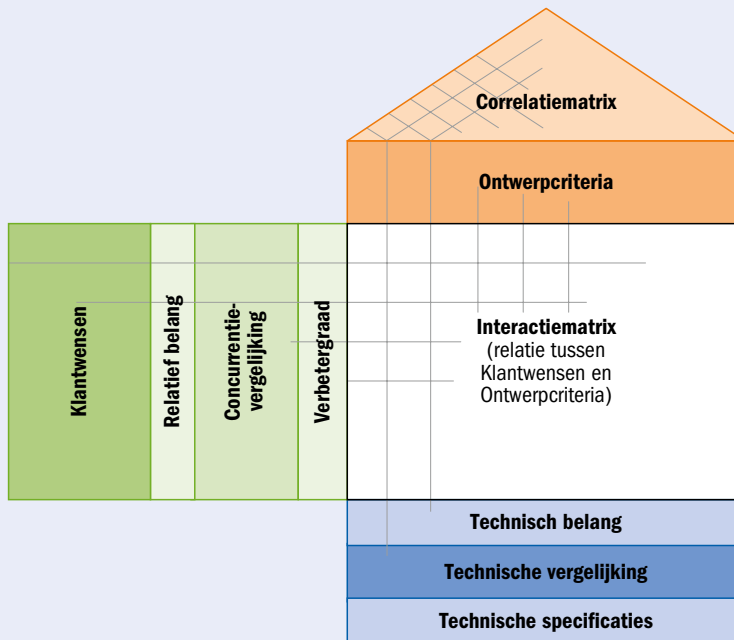 Correlatiematrix
Ontwerpcriteria
Klantwensen
Relatief belang
Concurrentie-
vergelijking
Verbetergraad
Interactiematrix
(relatie tussen
Klantwensen en
Ontwerpcriteria)
Technisch belang
Technische vergelijking
Technische specificaties